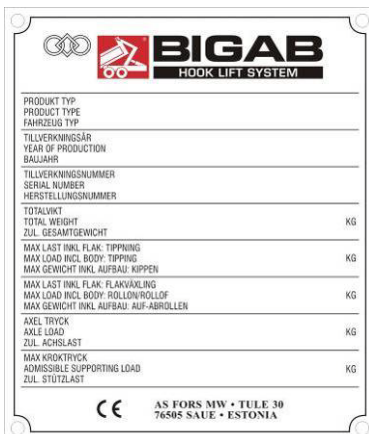 BIGAB
HOOK LIFT SYSTEM
PRODUKT TYP
PRODUCT TYPE
FAHRZEUG TYP
TILLVERKNINGSÅR
YEAR OF PRODUCTION
BAUJAHR
TILLVERKNINGSNUMMER
SERIAL NUMBER
HERSTELLUNGSNUMMER
TOTALVIKT
TOTAL WEIGHT KG
ZUL. GESAMTGEWICHT
MAX LAST INKL FLAK: TIPPNING
MAX LOAD INCL BODY: TIPPING KG
MAX GEWICHT INKL AUFBAU: KIPPEN
MAX LAST INKL FLAK: FLAKVÄXLING
MAX LOAD INCL BODY: ROLLON/ROLLOF KG
MAX GEWICHT INKL AUFBAU: AUF-ABROLLEN
AXEL TRYCK
AXLE LOAD KG
ZUL. ACHSLAST
MAX KROKTRYCK
ADMISSIBLE SUPPORTING LOAD KG
ZUL. STÜTZLAST
CE AS FORS MW • TULE 30
76505 SAUE • ESTONIA